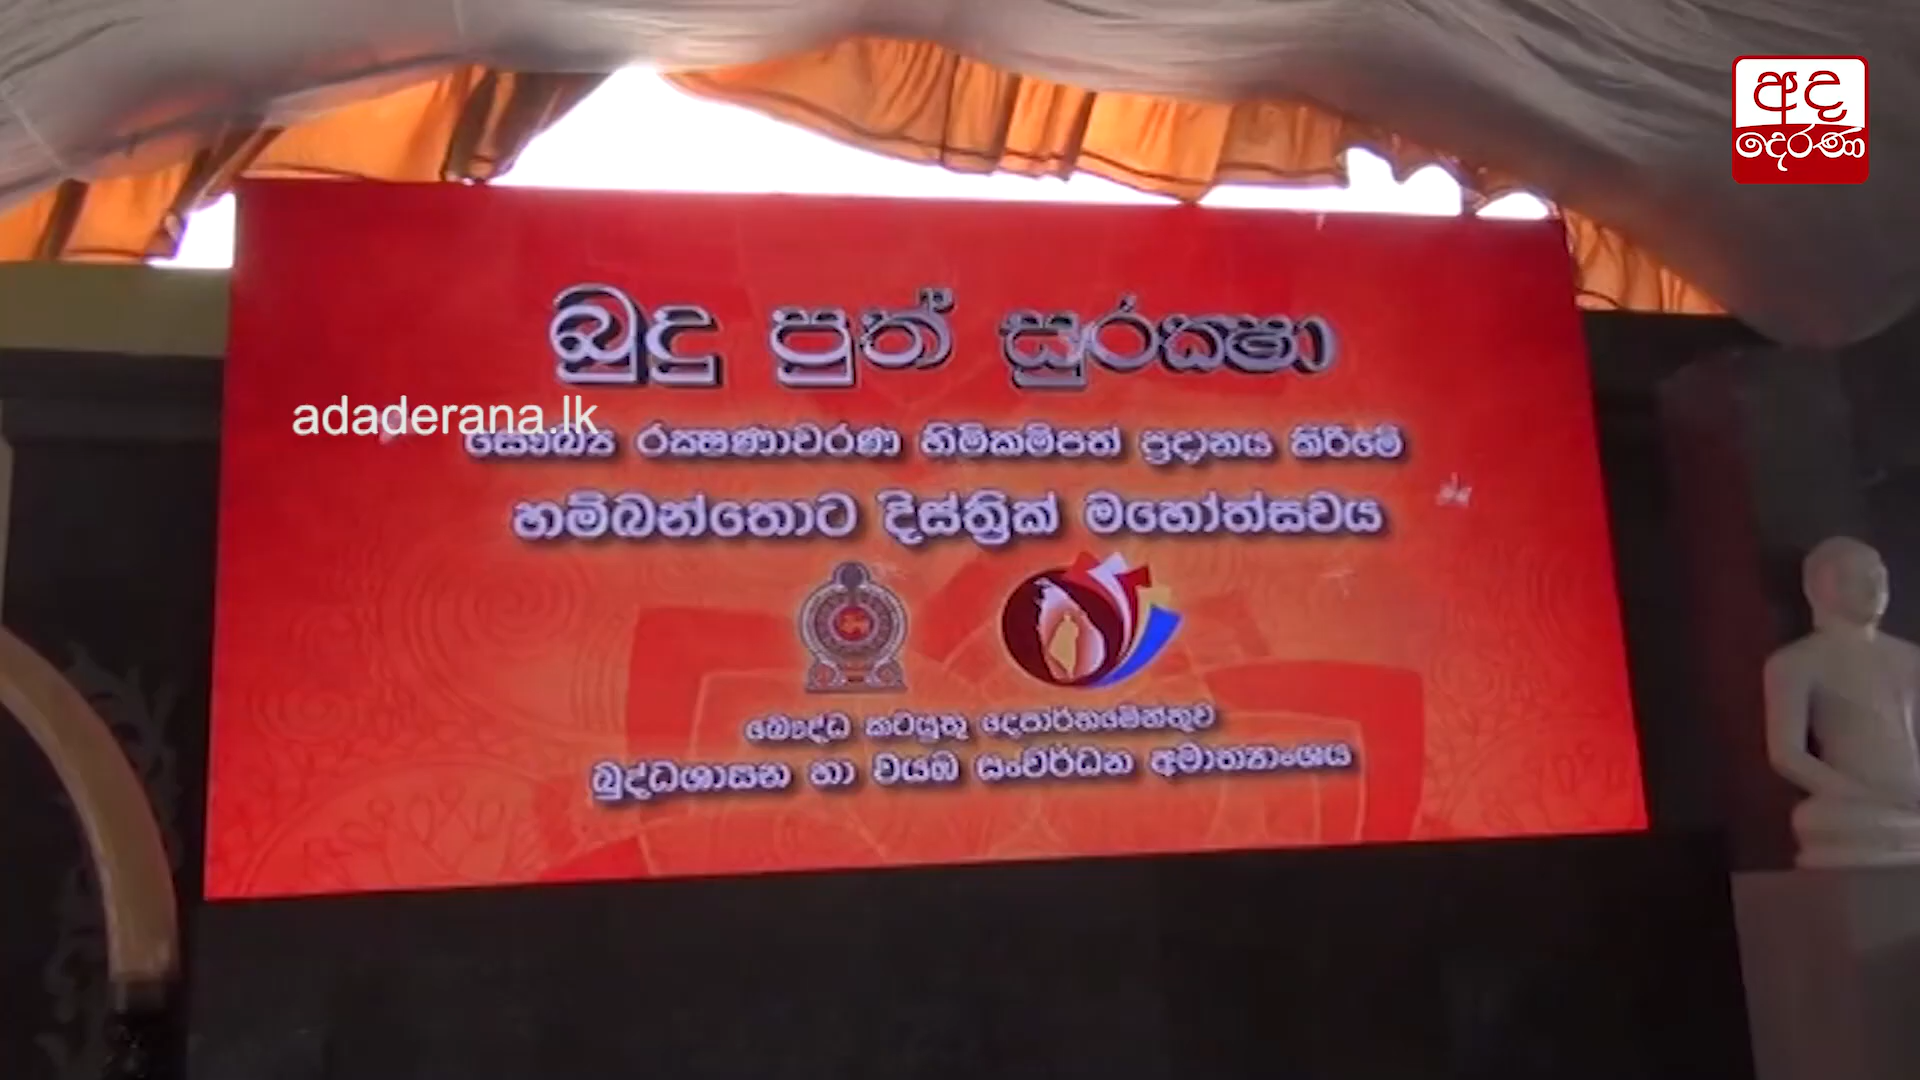 අද
දෙරණ
බුදු පුත් සුරක්‍ෂා
adaderana.lk
සෞඛ්‍ය රක්‍ෂණාවරණ හිමිකම්පත් ප්‍රදානය කිරීමේ
හම්බන්තොට දිස්ත්‍රික් මහෝත්සවය
බෞද්ධ කටයුතු දෙපාර්තමේන්තුව
බුද්ධශාසන හා වයඹ සංවර්ධන අමාත්‍යාංශය